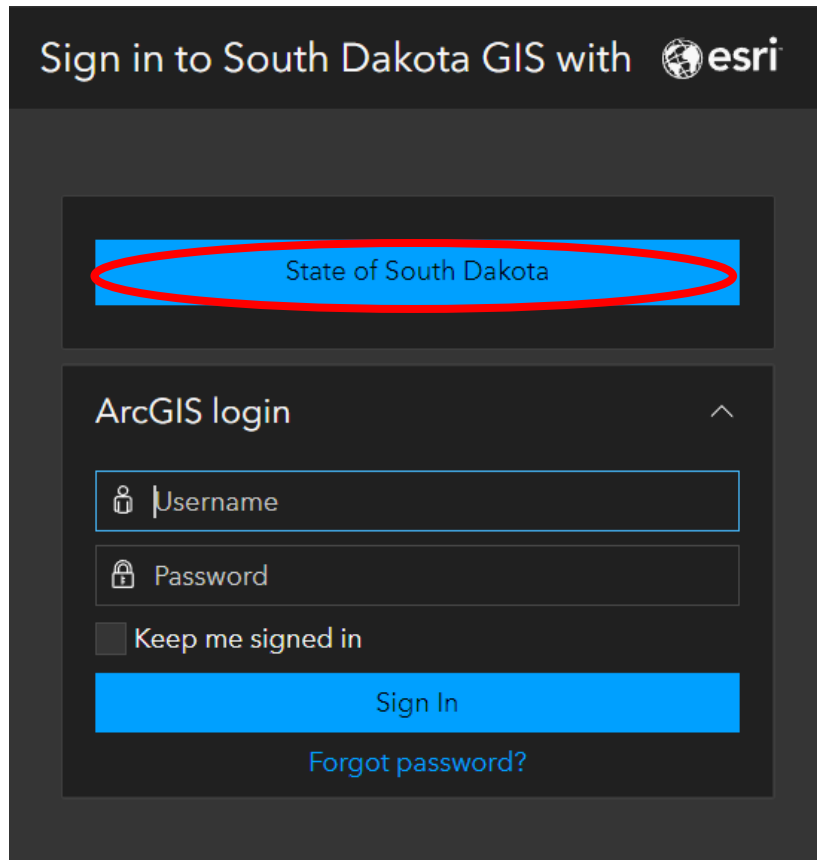 Sign in to South Dakota GIS with esri
State of South Dakota
ArcGIS login
Username
Password
Keep me signed in
Sign In
Forgot password?